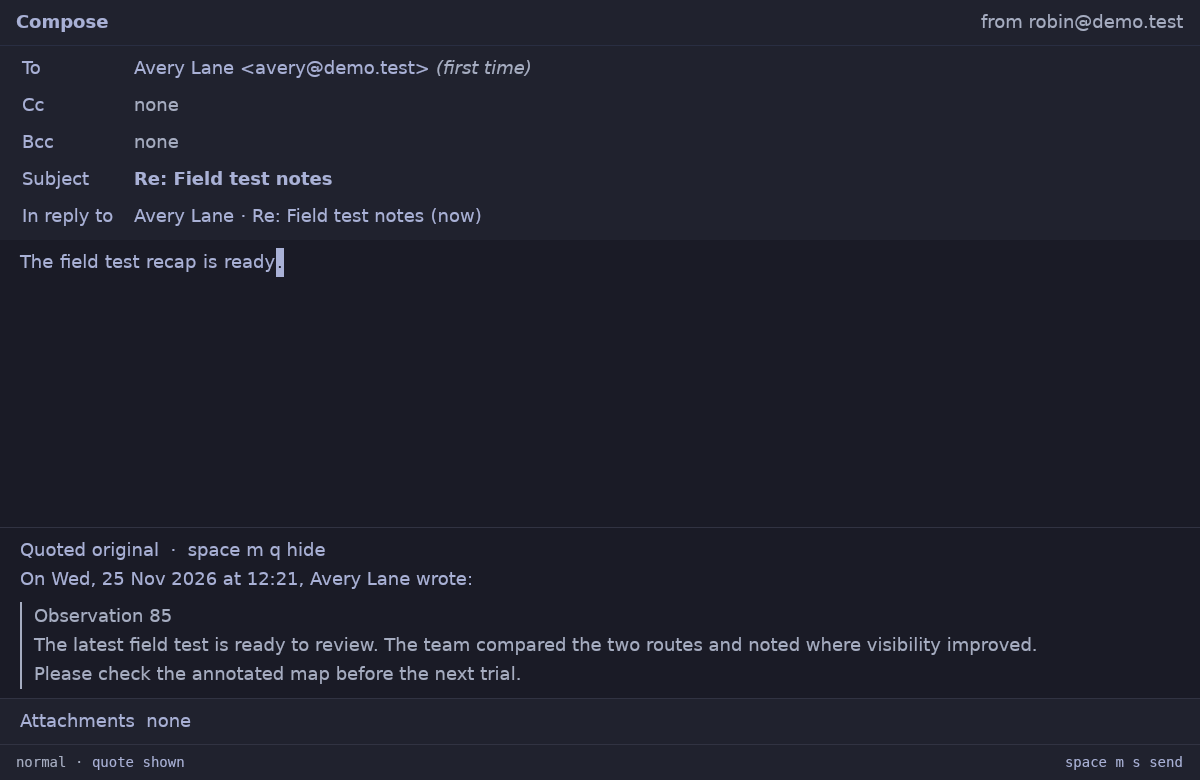 Compose from robin@demo.test
To Avery Lane <avery@demo.test> (first time)
Cc none
Bcc none
Subject Re: Field test notes
In reply to Avery Lane · Re: Field test notes (now)
The field test recap is ready.
Quoted original · space m q hide
On Wed, 25 Nov 2026 at 12:21, Avery Lane wrote:
Observation 85
The latest field test is ready to review. The team compared the two routes and noted where visibility improved.
Please check the annotated map before the next trial.
Attachments none
normal · quote shown space m s send